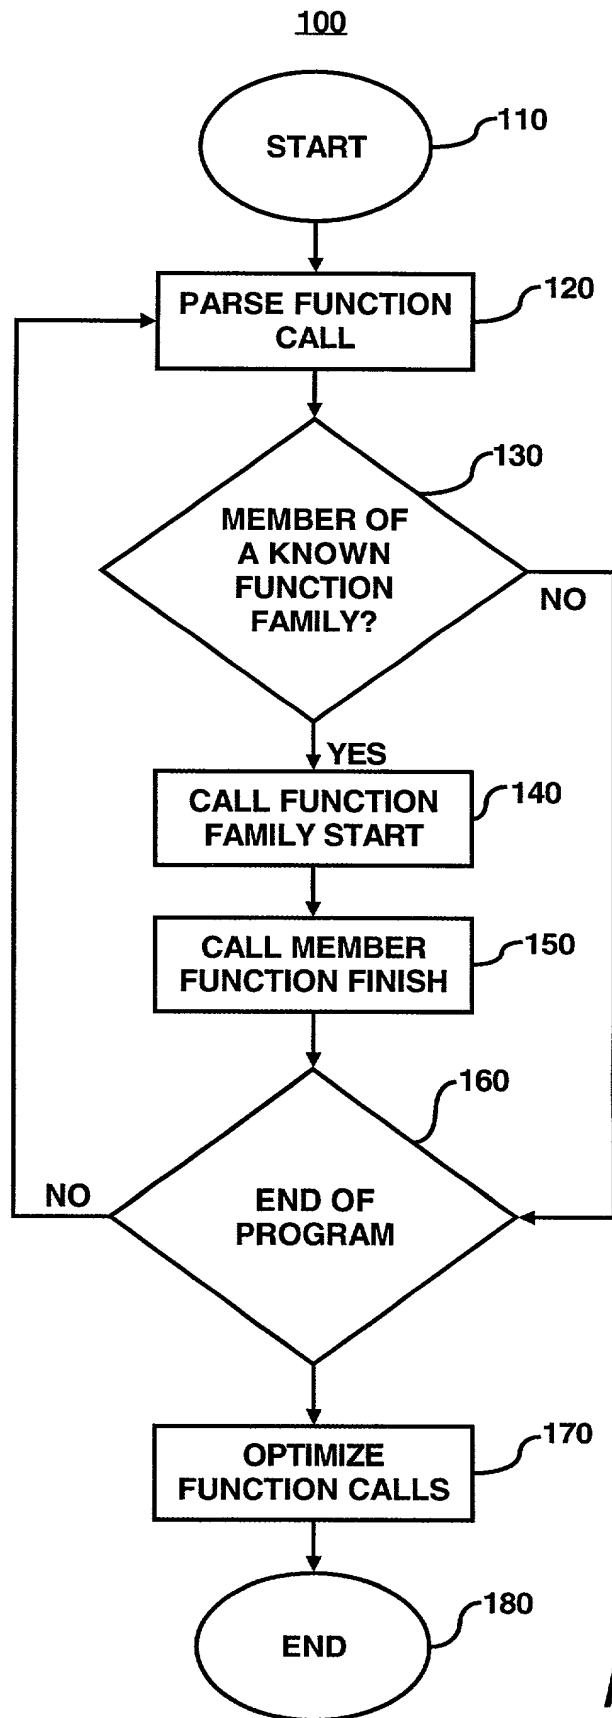 100
START
110
PARSE FUNCTION
CALL
120
130
MEMBER OF
A KNOWN
FUNCTION
FAMILY?
NO
YES
CALL FUNCTION
FAMILY START
140
CALL MEMBER
FUNCTION FINISH
150
160
NO
END OF
PROGRAM
OPTIMIZE
FUNCTION CALLS
170
END
180